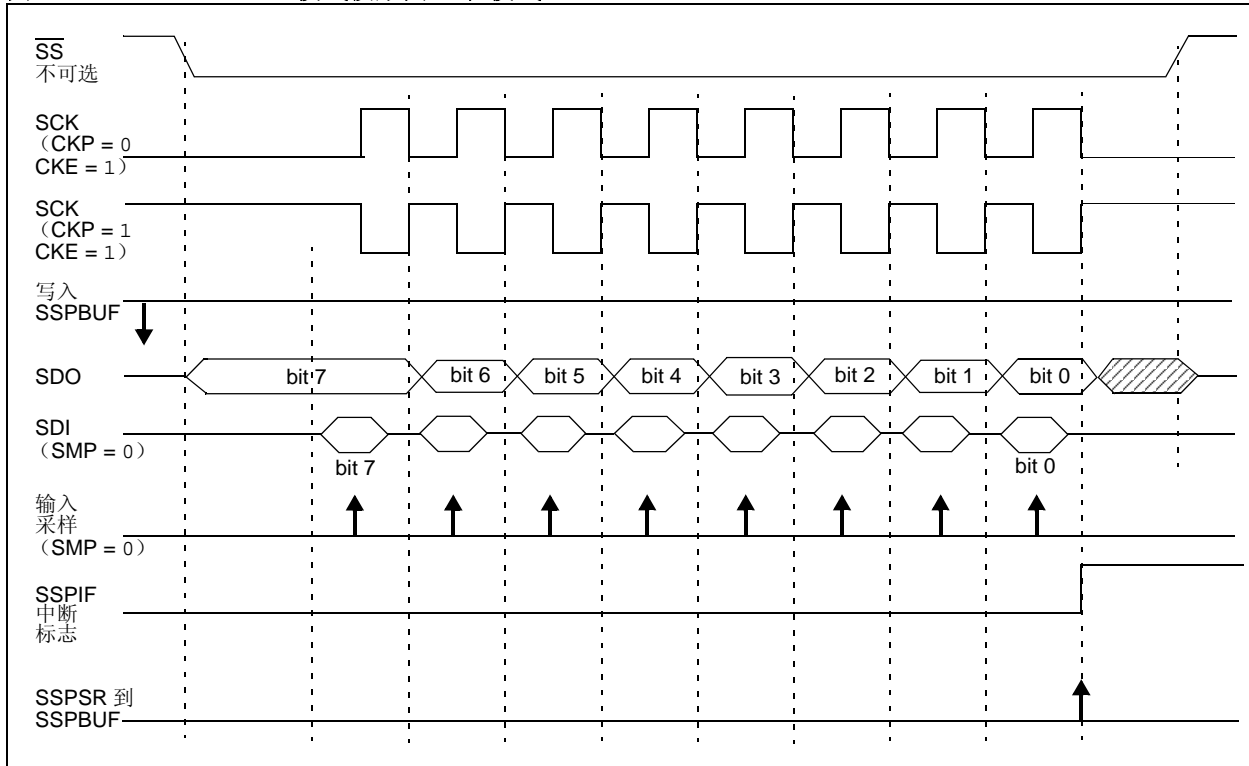 SS
不可选
SCK
（CKP = 0
CKE = 1）
SCK
（CKP = 1
CKE = 1）
写入
SSPBUF
SDO
bit 7
bit 6
bit 5
bit 4
bit 3
bit 2
bit 1
bit 0
SDI
（SMP = 0）
bit 7
bit 0
输入
采样
（SMP = 0）
SSPIF
中断
标志
SSPSR 到
SSPBUF